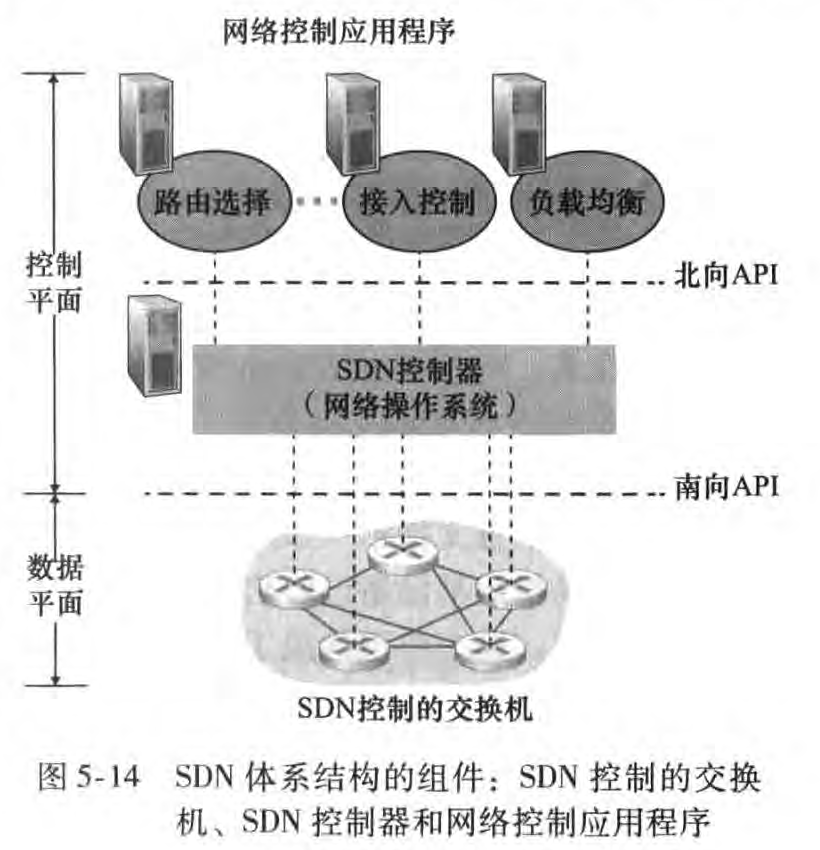 网络控制应用程序
路由选择
接入控制
负载均衡
控制
平面
北向API
SDN控制器
（网络操作系统）
南向API
数据
平面
SDN控制的交换机
图 5-14 SDN 体系结构的组件：SDN 控制的交换
机、SDN 控制器和网络控制应用程序